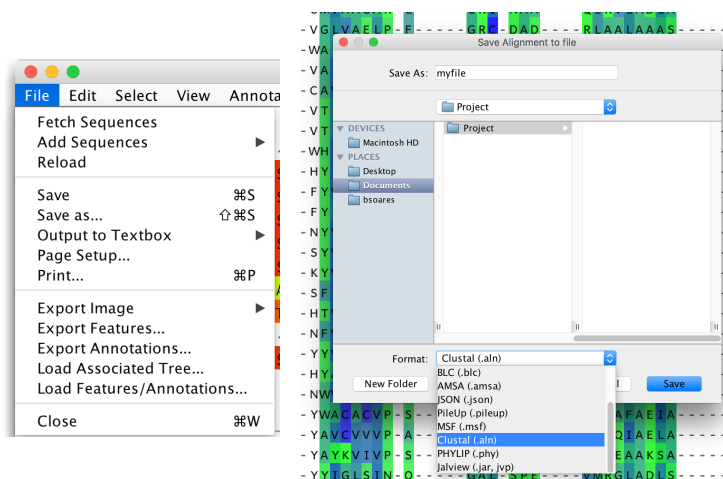 File Edit Select View Annota
Fetch Sequences
Add Sequences
Reload
Save ⌘S
Save as... ⇧⌘S
Output to Textbox
Page Setup...
Print... ⌘P
Export Image
Export Features...
Export Annotations...
Load Associated Tree...
Load Features/Annotations...
Close ⌘W
- V G L V A E L P - F - - - - - G R C - D A D - - - - R L A A L A A A S - - - -
Save Alignment to file
Save As: myfile
Project
DEVICES
Macintosh HD
PLACES
Desktop
Documents
bsoares
Project
Format: Clustal (.aln)
BLC (.blc)
AMSA (.amsa)
JSON (.json)
PileUp (.pileup)
MSF (.msf)
Clustal (.aln)
PHYLIP (.phy)
Jalview (.jar, jvp)
New Folder
Save
- WA
- V A
- C A
- V T
- V T
- WH
- H Y
- F Y
- F Y
- N Y
- S Y
- K Y
- S F
- H T
- N F
- Y Y
- H Y
- NW
- Y W A C A C V P - S - A F A E I A - - - -
- Y A V C V V V P - A - Q I A E L A - - - -
- Y A Y K V I V P - S - E A A K S A - - - -
- Y Y I G L S I N - Q - - - - - G A L - S P E - - - - V M R G L A D L S - - - -